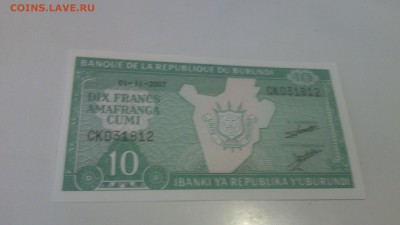 COINS.LAVE.RU
BANQUE DE LA REPUBLIQUE DU BURUNDI
10
01-11-2007
CK031812
DIX FRANCS
AMAFRANGA
CUMI
CK031812
10
IBANKI YA REPUBLIKA Y'UBURUNDI